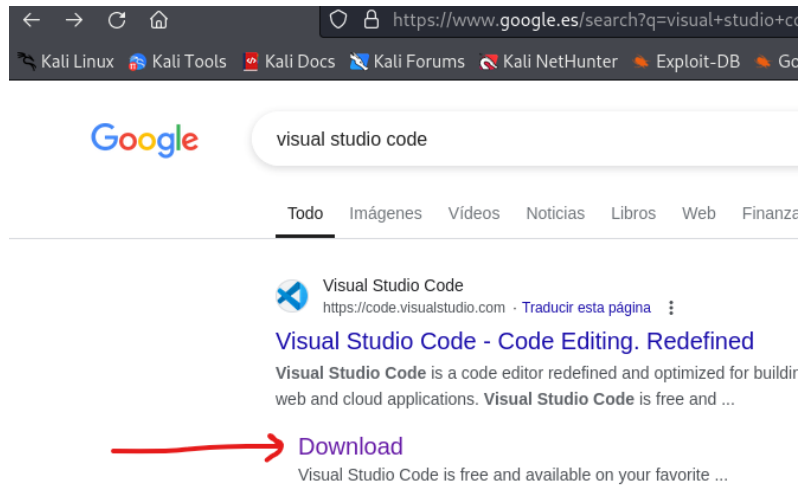 https://www.google.es/search?q=visual+studio+co
Kali Linux Kali Tools Kali Docs Kali Forums Kali NetHunter Exploit-DB Go
Google visual studio code
Todo Imágenes Vídeos Noticias Libros Web Finanza
Visual Studio Code
https://code.visualstudio.com · Traducir esta página
Visual Studio Code - Code Editing. Redefined
Visual Studio Code is a code editor redefined and optimized for buildin
web and cloud applications. Visual Studio Code is free and ...
Download
Visual Studio Code is free and available on your favorite ...